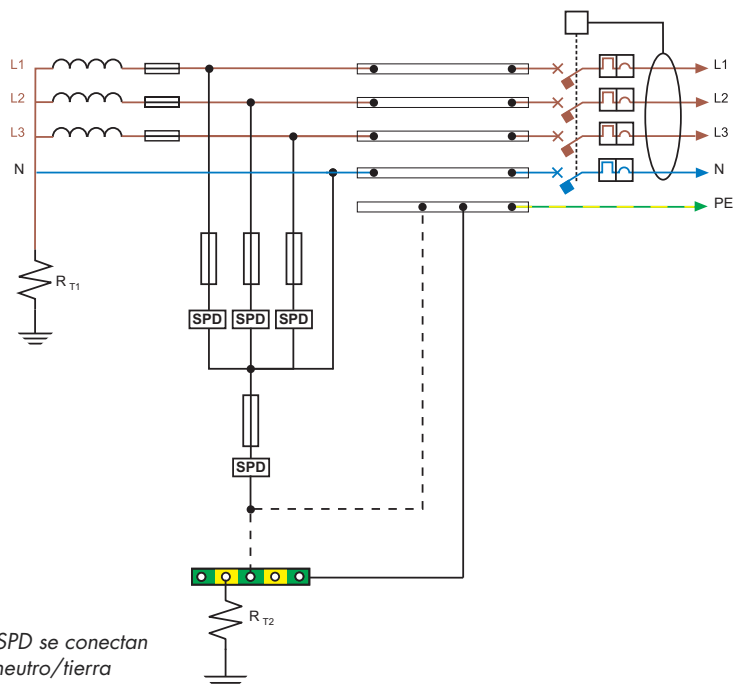 L1 L1
L2 L2
L3 L3
N N
PE
R T1
SPD SPD SPD
SPD
R T2
SPD se conectan
neutro/tierra